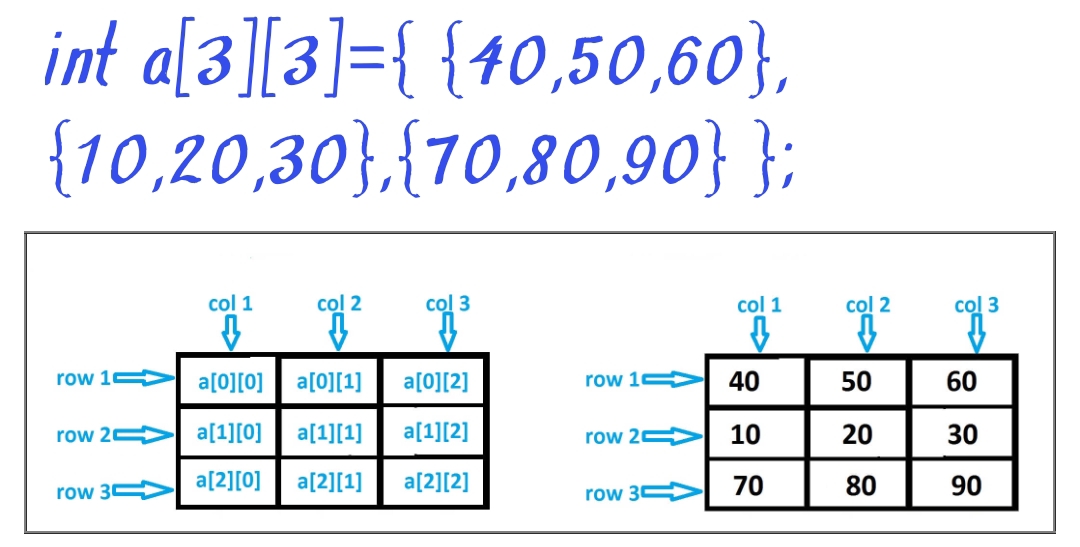 int a[3][3]={ {40,50,60},
{10,20,30},{70,80,90} };
col 1 col 2 col 3
row 1 a[0][0] a[0][1] a[0][2]
row 2 a[1][0] a[1][1] a[1][2]
row 3 a[2][0] a[2][1] a[2][2]
col 1 col 2 col 3
row 1 40 50 60
row 2 10 20 30
row 3 70 80 90